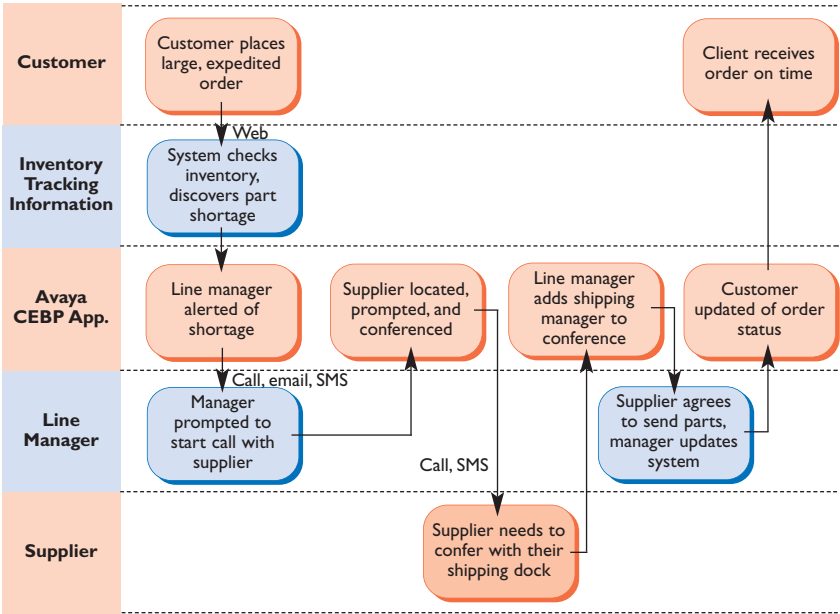 Customer
Customer places
large, expedited
order
Client receives
order on time
Web
Inventory
Tracking
Information
System checks
inventory,
discovers part
shortage
Avaya
CEBP App.
Line manager
alerted of
shortage
Supplier located,
prompted, and
conferenced
Line manager
adds shipping
manager to
conference
Customer
updated of order
status
Call, email, SMS
Line
Manager
Manager
prompted to
start call with
supplier
Supplier agrees
to send parts,
manager updates
system
Call, SMS
Supplier
Supplier needs to
confer with their
shipping dock